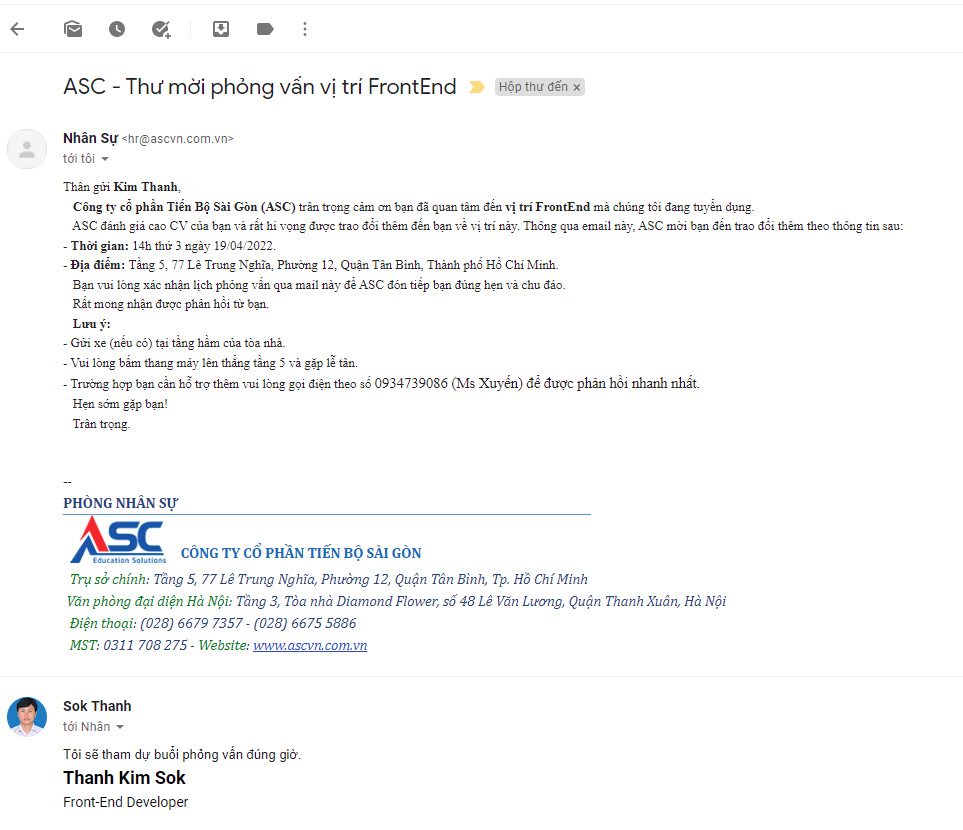 ASC - Thư mời phỏng vấn vị trí FrontEnd Hộp thư đến ×
Nhân Sự <hr@ascvn.com.vn>
tới tôi
Thân gửi Kim Thanh,
Công ty cổ phần Tiến Bộ Sài Gòn (ASC) trân trọng cảm ơn bạn đã quan tâm đến vị trí FrontEnd mà chúng tôi đang tuyển dụng.
ASC đánh giá cao CV của bạn và rất hi vọng được trao đổi thêm đến bạn về vị trí này. Thông qua email này, ASC mời bạn đến trao đổi thêm theo thông tin sau:
- Thời gian: 14h thứ 3 ngày 19/04/2022.
- Địa điểm: Tầng 5, 77 Lê Trung Nghĩa, Phường 12, Quận Tân Bình, Thành phố Hồ Chí Minh.
Bạn vui lòng xác nhận lịch phỏng vấn qua mail này để ASC đón tiếp bạn đúng hẹn và chu đáo.
Rất mong nhận được phản hồi từ bạn.
Lưu ý:
- Gửi xe (nếu có) tại tầng hầm của tòa nhà.
- Vui lòng bấm thang máy lên thẳng tầng 5 và gặp lễ tân.
- Trường hợp bạn cần hỗ trợ thêm vui lòng gọi điện theo số 0934739086 (Ms Xuyến) để được phản hồi nhanh nhất.
Hẹn sớm gặp bạn!
Trân trọng.
--
PHÒNG NHÂN SỰ
ASC
Education Solutions
CÔNG TY CỔ PHẦN TIẾN BỘ SÀI GÒN
Trụ sở chính: Tầng 5, 77 Lê Trung Nghĩa, Phường 12, Quận Tân Bình, Tp. Hồ Chí Minh
Văn phòng đại diện Hà Nội: Tầng 3, Tòa nhà Diamond Flower, số 48 Lê Văn Lương, Quận Thanh Xuân, Hà Nội
Điện thoại: (028) 6679 7357 - (028) 6675 5886
MST: 0311 708 275 - Website: www.ascvn.com.vn
Sok Thanh
tới Nhân
Tôi sẽ tham dự buổi phỏng vấn đúng giờ.
Thanh Kim Sok
Front-End Developer